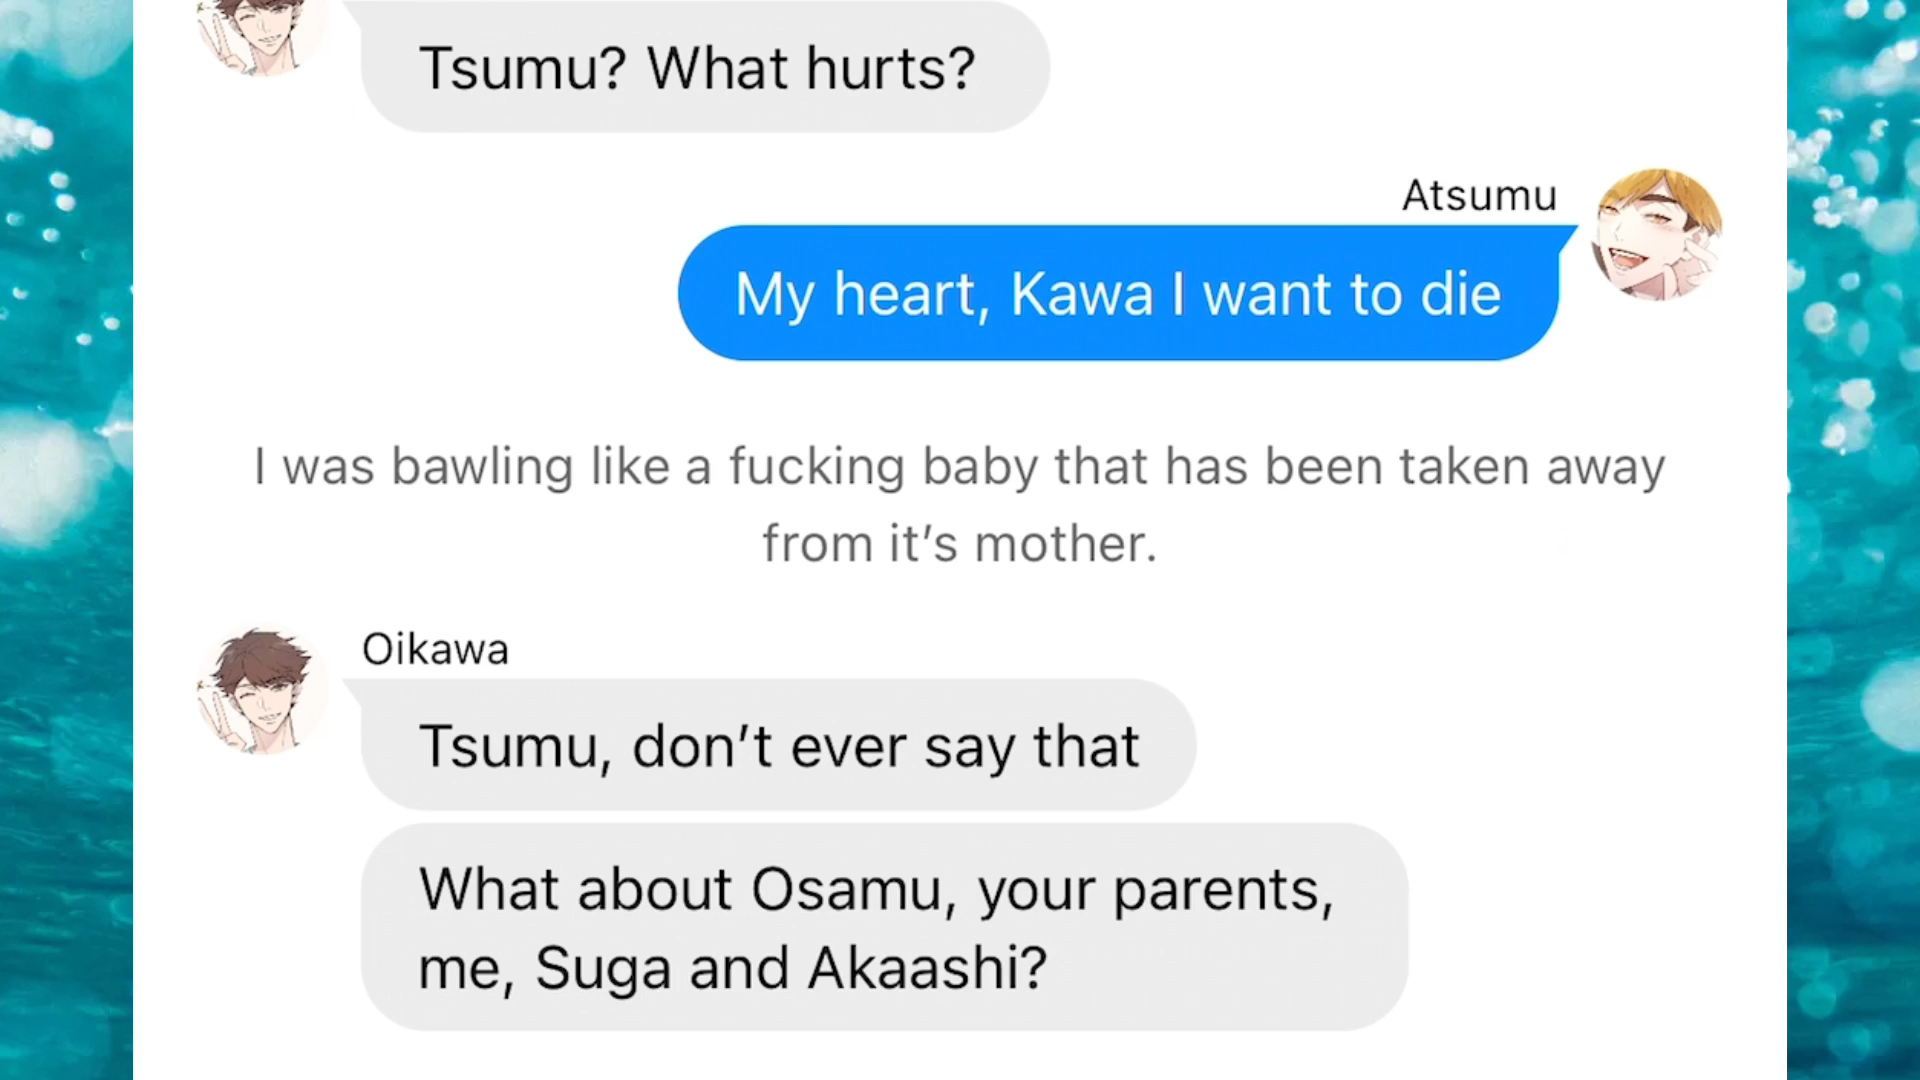 Tsumu? What hurts?
Atsumu
My heart, Kawa I want to die
I was bawling like a fucking baby that has been taken away
from it’s mother.
Oikawa
Tsumu, don’t ever say that
What about Osamu, your parents,
me, Suga and Akaashi?